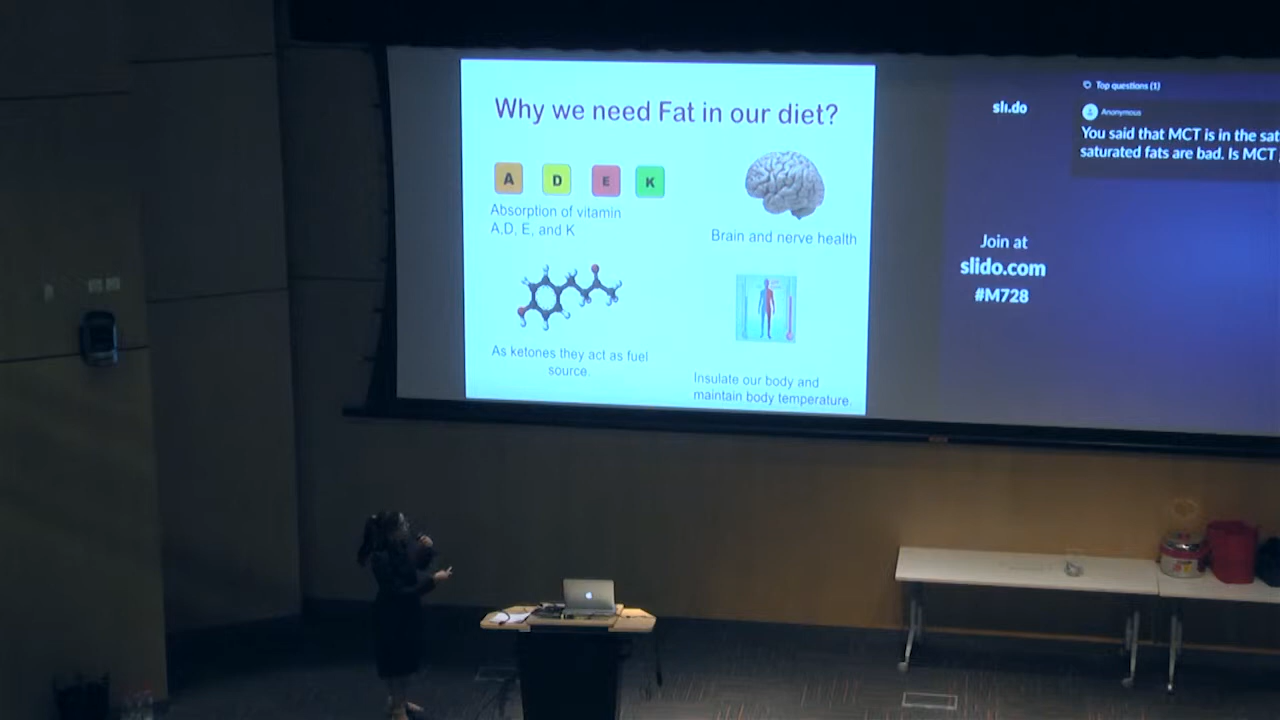 Why we need Fat in our diet?
A D E K
Absorption of vitamin
A,D, E, and K
Brain and nerve health
As ketones they act as fuel
source.
Insulate our body and
maintain body temperature.
sli.do
Top questions (1)
Anonymous
You said that MCT is in the sat
saturated fats are bad. Is MCT
Join at
slido.com
#M728